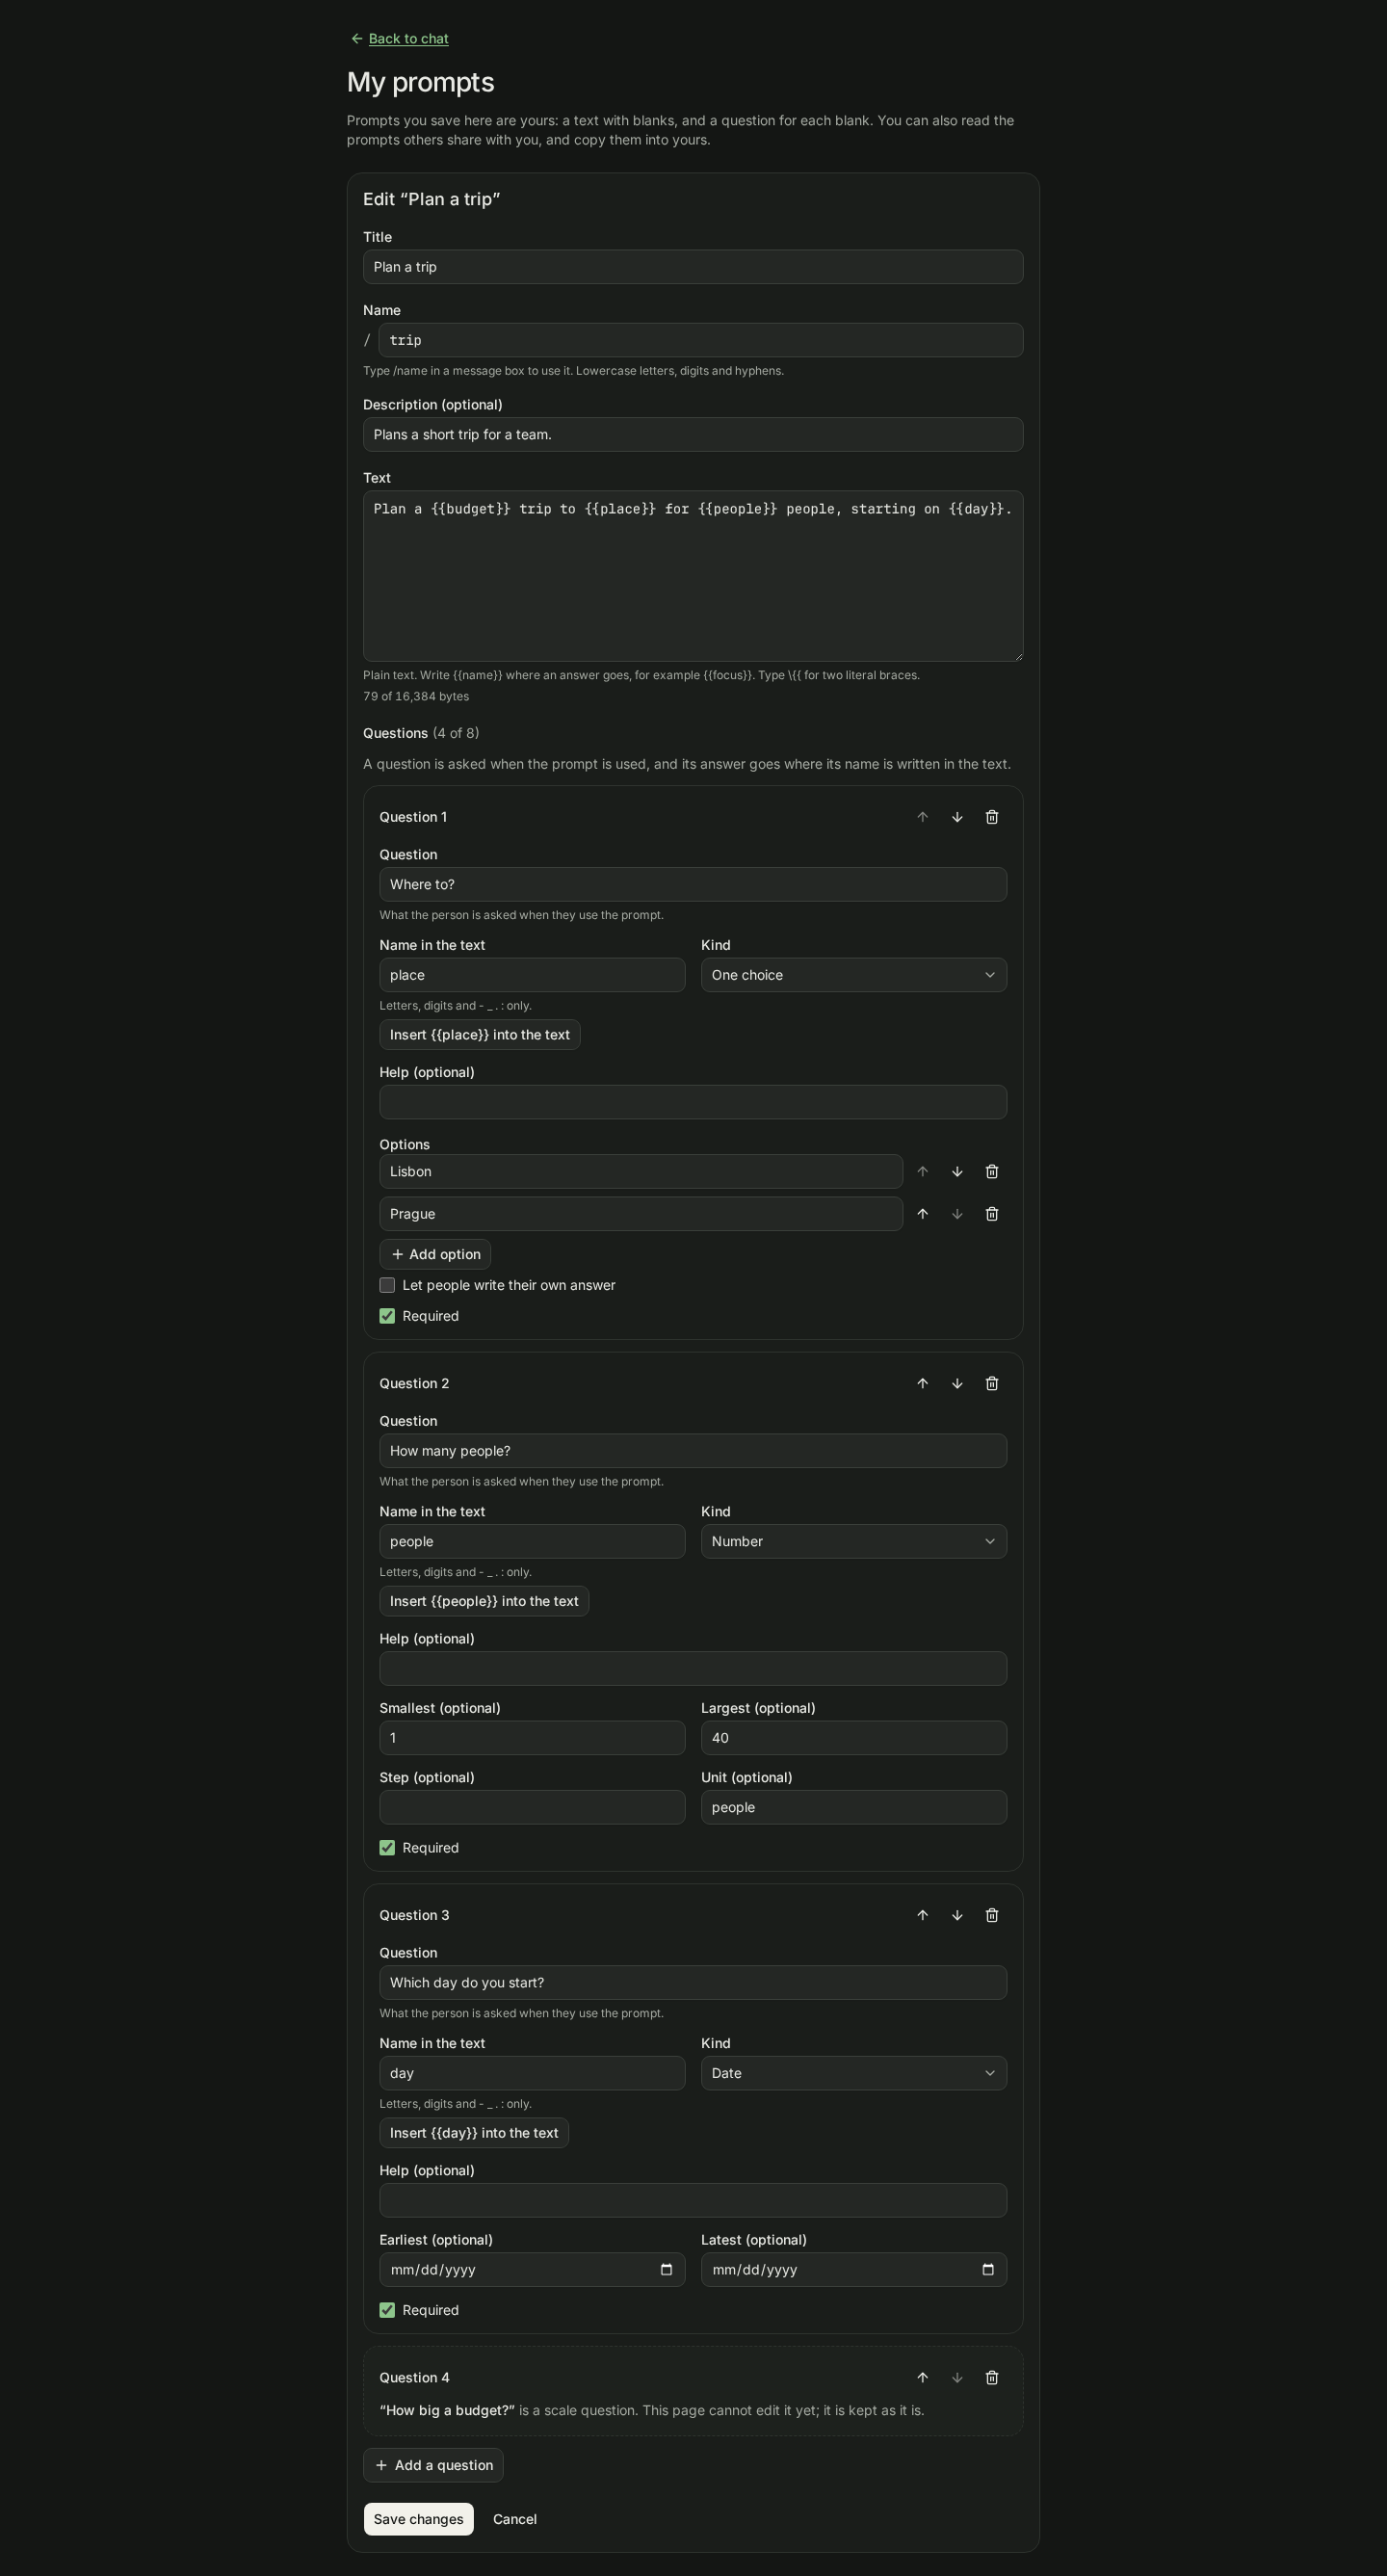 Back to chat
My prompts
Prompts you save here are yours: a text with blanks, and a question for each blank. You can also read the
prompts others share with you, and copy them into yours.
Edit “Plan a trip”
Title
Plan a trip
Name
/ trip
Type /name in a message box to use it. Lowercase letters, digits and hyphens.
Description (optional)
Plans a short trip for a team.
Text
Plan a {{budget}} trip to {{place}} for {{people}} people, starting on {{day}}.
Plain text. Write {{name}} where an answer goes, for example {{focus}}. Type \{{ for two literal braces.
79 of 16,384 bytes
Questions (4 of 8)
A question is asked when the prompt is used, and its answer goes where its name is written in the text.
Question 1
Question
Where to?
What the person is asked when they use the prompt.
Name in the text Kind
place One choice
Letters, digits and - _ . : only.
Insert {{place}} into the text
Help (optional)
Options
Lisbon
Prague
Add option
Let people write their own answer
Required
Question 2
Question
How many people?
What the person is asked when they use the prompt.
Name in the text Kind
people Number
Letters, digits and - _ . : only.
Insert {{people}} into the text
Help (optional)
Smallest (optional) Largest (optional)
1 40
Step (optional) Unit (optional)
people
Required
Question 3
Question
Which day do you start?
What the person is asked when they use the prompt.
Name in the text Kind
day Date
Letters, digits and - _ . : only.
Insert {{day}} into the text
Help (optional)
Earliest (optional) Latest (optional)
mm/dd/yyyy mm/dd/yyyy
Required
Question 4
“How big a budget?” is a scale question. This page cannot edit it yet; it is kept as it is.
Add a question
Save changes Cancel